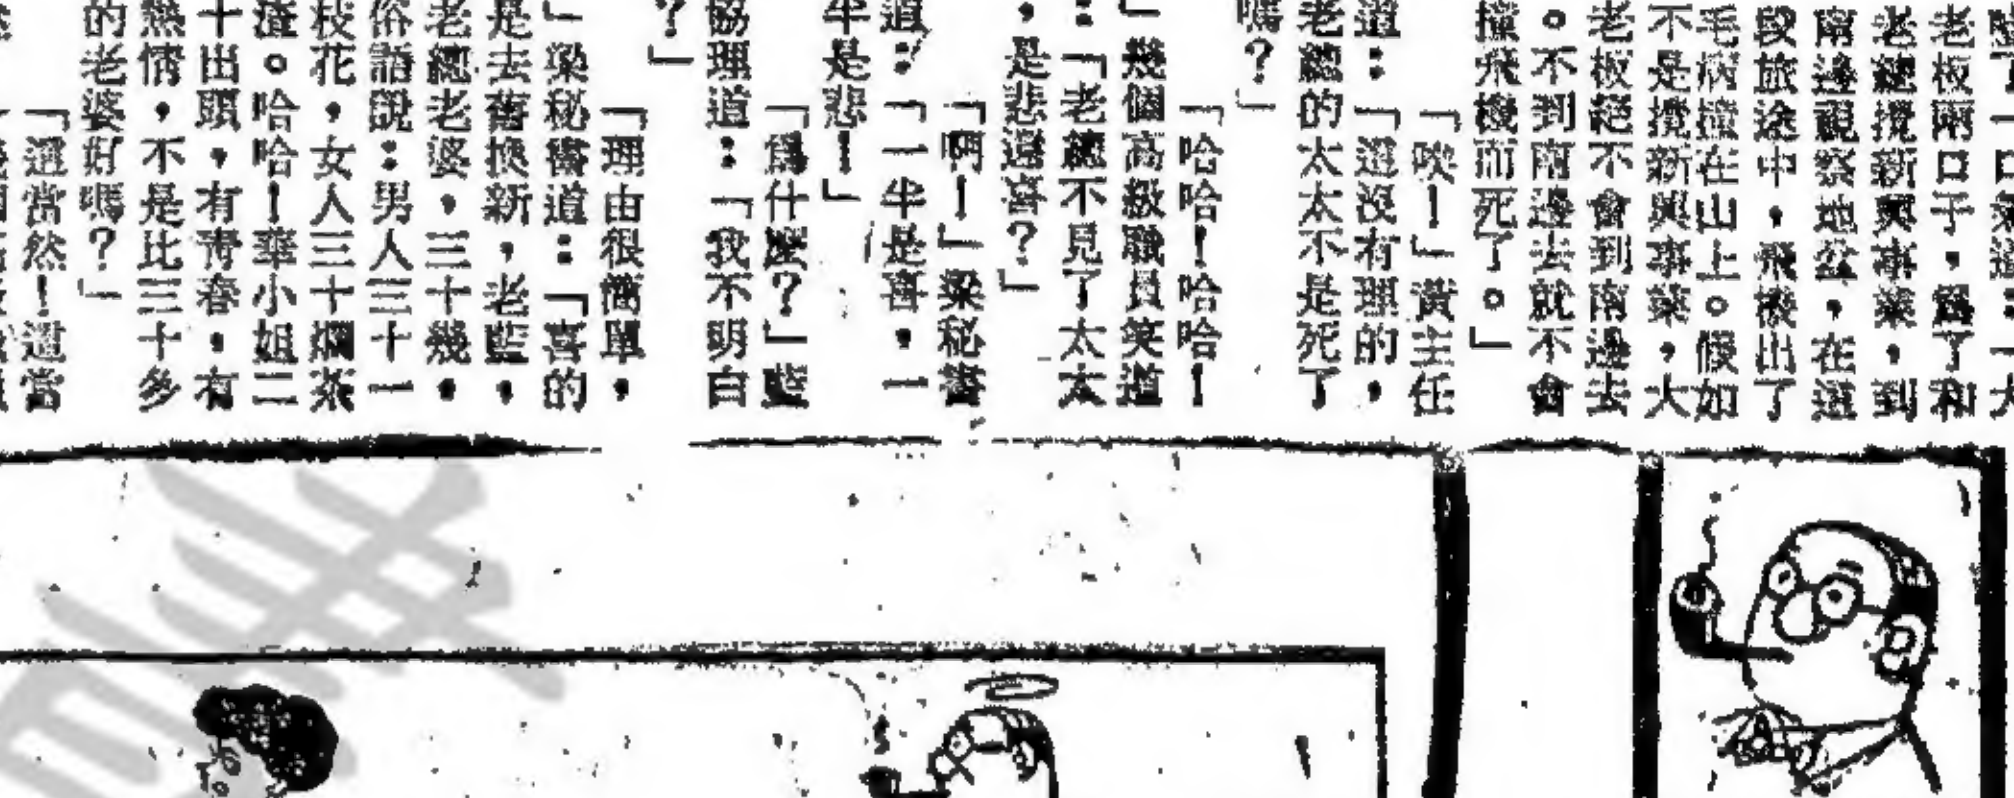 老板兩口子，爲了和
老總攪新興事業，到
南邊視察地盆，在這
段旅途中，飛機出了
毛病撞在山上。假如
不是攪新興事業，大
老板絕不會到南邊去
。不到南邊去就不會
撞飛機而死了。」
「唉！」黃主任
道：「這沒有理的，
老總的太太不是死了
嗎？」
「哈哈！哈哈！
」幾個高級職員笑道
：「老總不見了太太
，是悲還喜？」
「啊！」梁秘書
道：「一半是喜，一
半是悲！」
「爲什麼？」藍
協理道：「我不明白
？」
「理由很簡單，
」梁秘書道：「喜的
是去舊換新，老藍，
老總老婆，三十幾，
俗語說：男人三十一
枝花，女人三十爛茶
渣。哈哈！華小姐二
十出頭，有青春，有
熱情，不是比三十多
的老婆好嗎？」
「這當然！這當